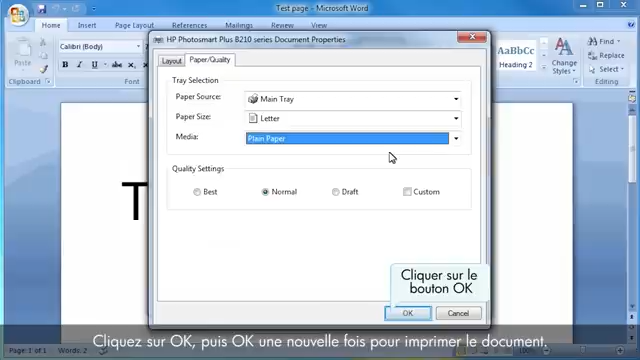 Test page - Microsoft Word
Home
Insert
Page Layout
References
Mailings
Review
View
Paste
Calibri (Body)
B I U
Clipboard
AaBbCc
Heading 2
Change
Styles
Find
Replace
Select
Editing
HP Photosmart Plus B210 series Document Properties
Layout
Paper/Quality
Tray Selection
Paper Source:
Main Tray
Paper Size:
Letter
Media:
Plain Paper
Quality Settings
Best
Normal
Draft
Custom
T
Cliquer sur le
bouton OK
OK
Cancel
Cliquez sur OK, puis OK une nouvelle fois pour imprimer le document.
Page: 1 of 1
Words: 2